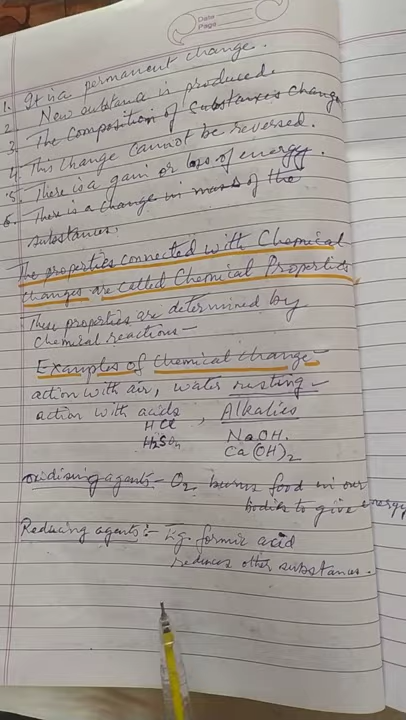 Date
Page
1. It is a permanent change.
2. New substance is produced.
3. The composition of substance is change
4. This change cannot be reversed.
5. There is a gain or loss of energy.
6. There is a change in mass of the
substances.
The properties connected with Chemical
changes are called Chemical Properties
These properties are determined by
chemical reactions-
Examples of Chemical change-
action with air, water rusting-
action with acids, Alkalies
HCl NaOH.
H2SO4 Ca(OH)2
oxidising agents - O2 burns food in our
bodies to give energy
Reducing agents:- Eg. formic acid
reduces other substances.